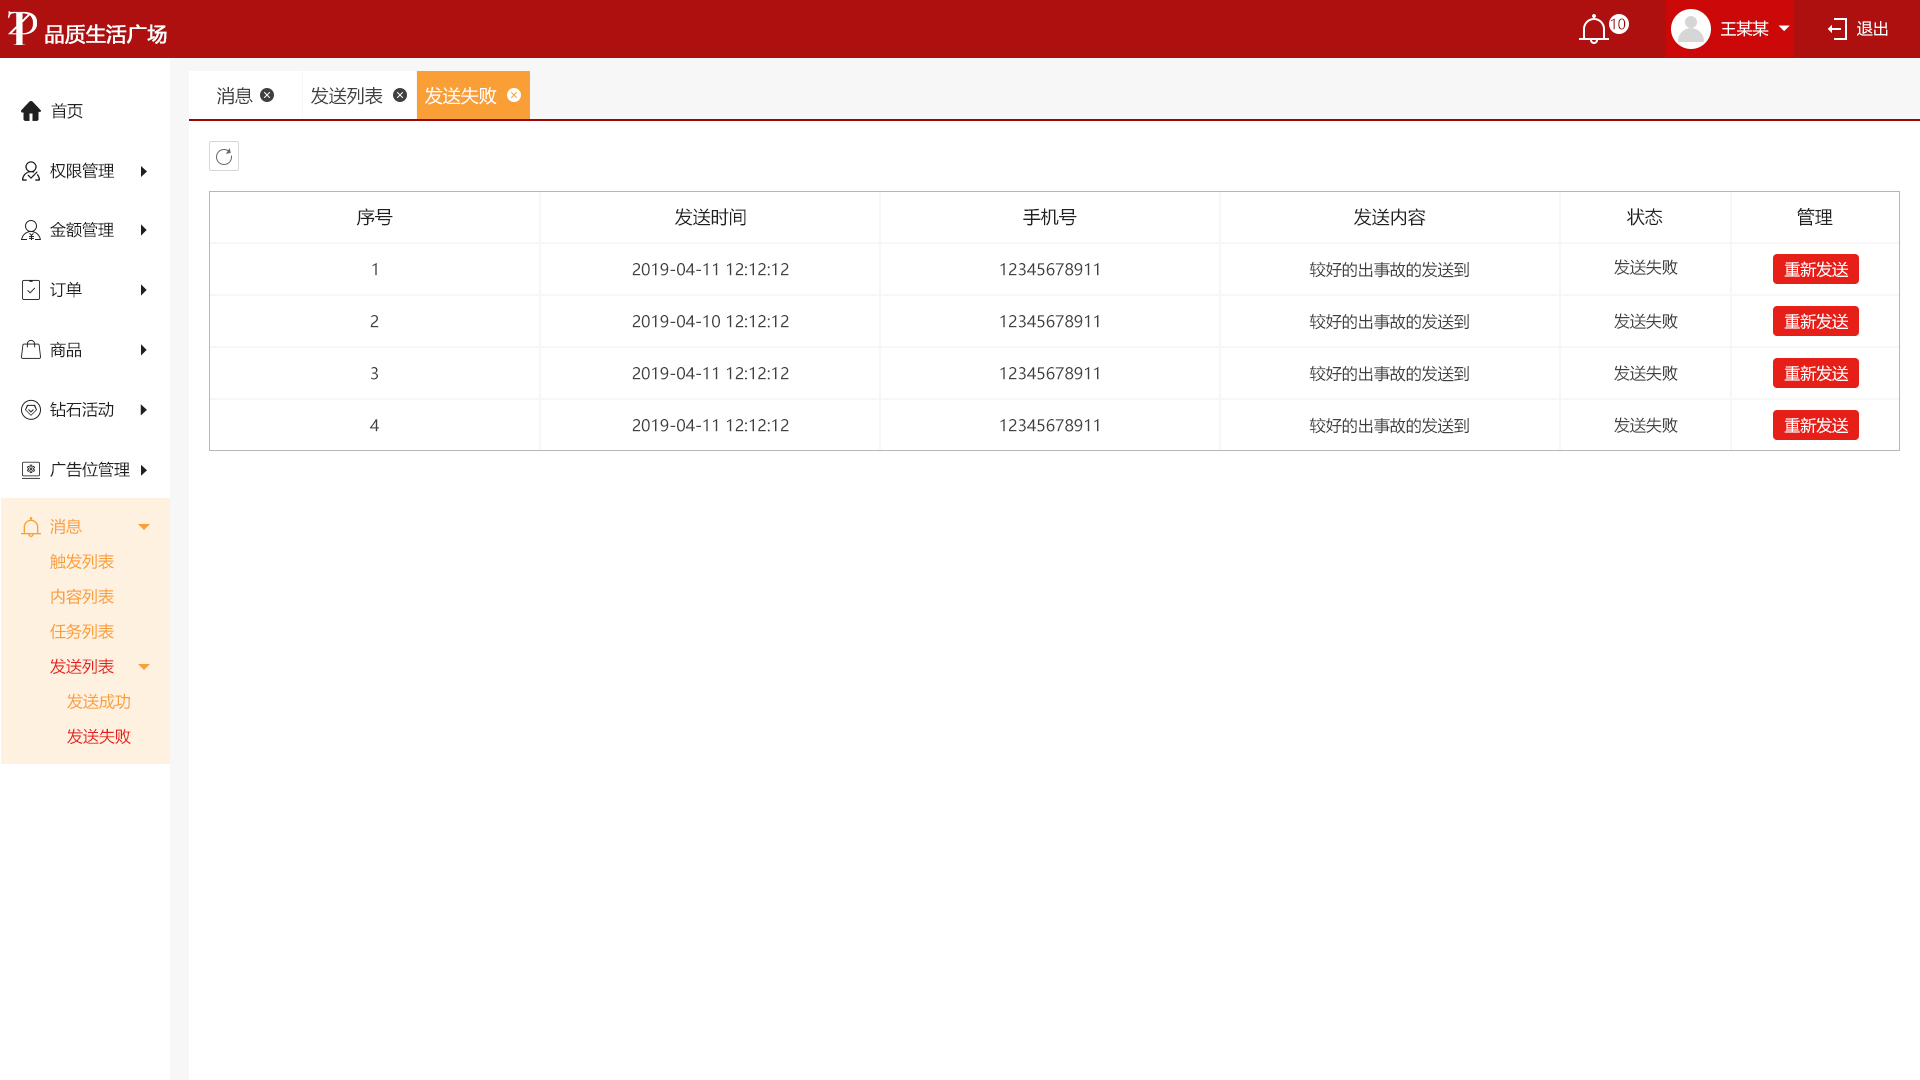 品质生活广场
10
王某某
退出
首页
权限管理
金额管理
订单
商品
钻石活动
广告位管理
消息
触发列表
内容列表
任务列表
发送列表
发送成功
发送失败
消息 发送列表 发送失败
序号 发送时间 手机号 发送内容 状态 管理
1 2019-04-11 12:12:12 12345678911 较好的出事故的发送到 发送失败 重新发送
2 2019-04-10 12:12:12 12345678911 较好的出事故的发送到 发送失败 重新发送
3 2019-04-11 12:12:12 12345678911 较好的出事故的发送到 发送失败 重新发送
4 2019-04-11 12:12:12 12345678911 较好的出事故的发送到 发送失败 重新发送